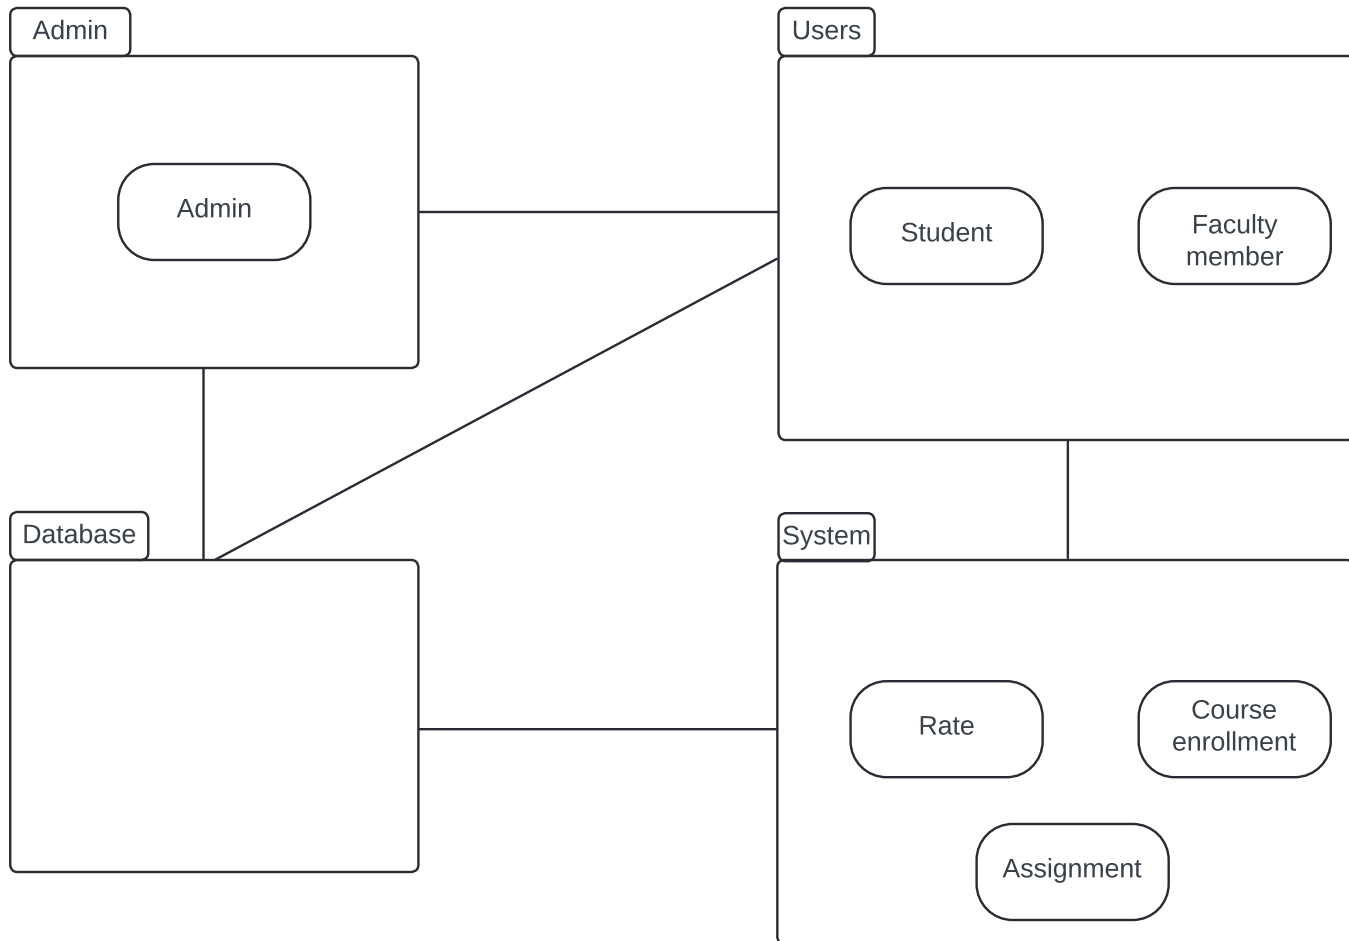 Admin
Users
Admin
Student
Faculty
member
Database
System
Rate
Course
enrollment
Assignment